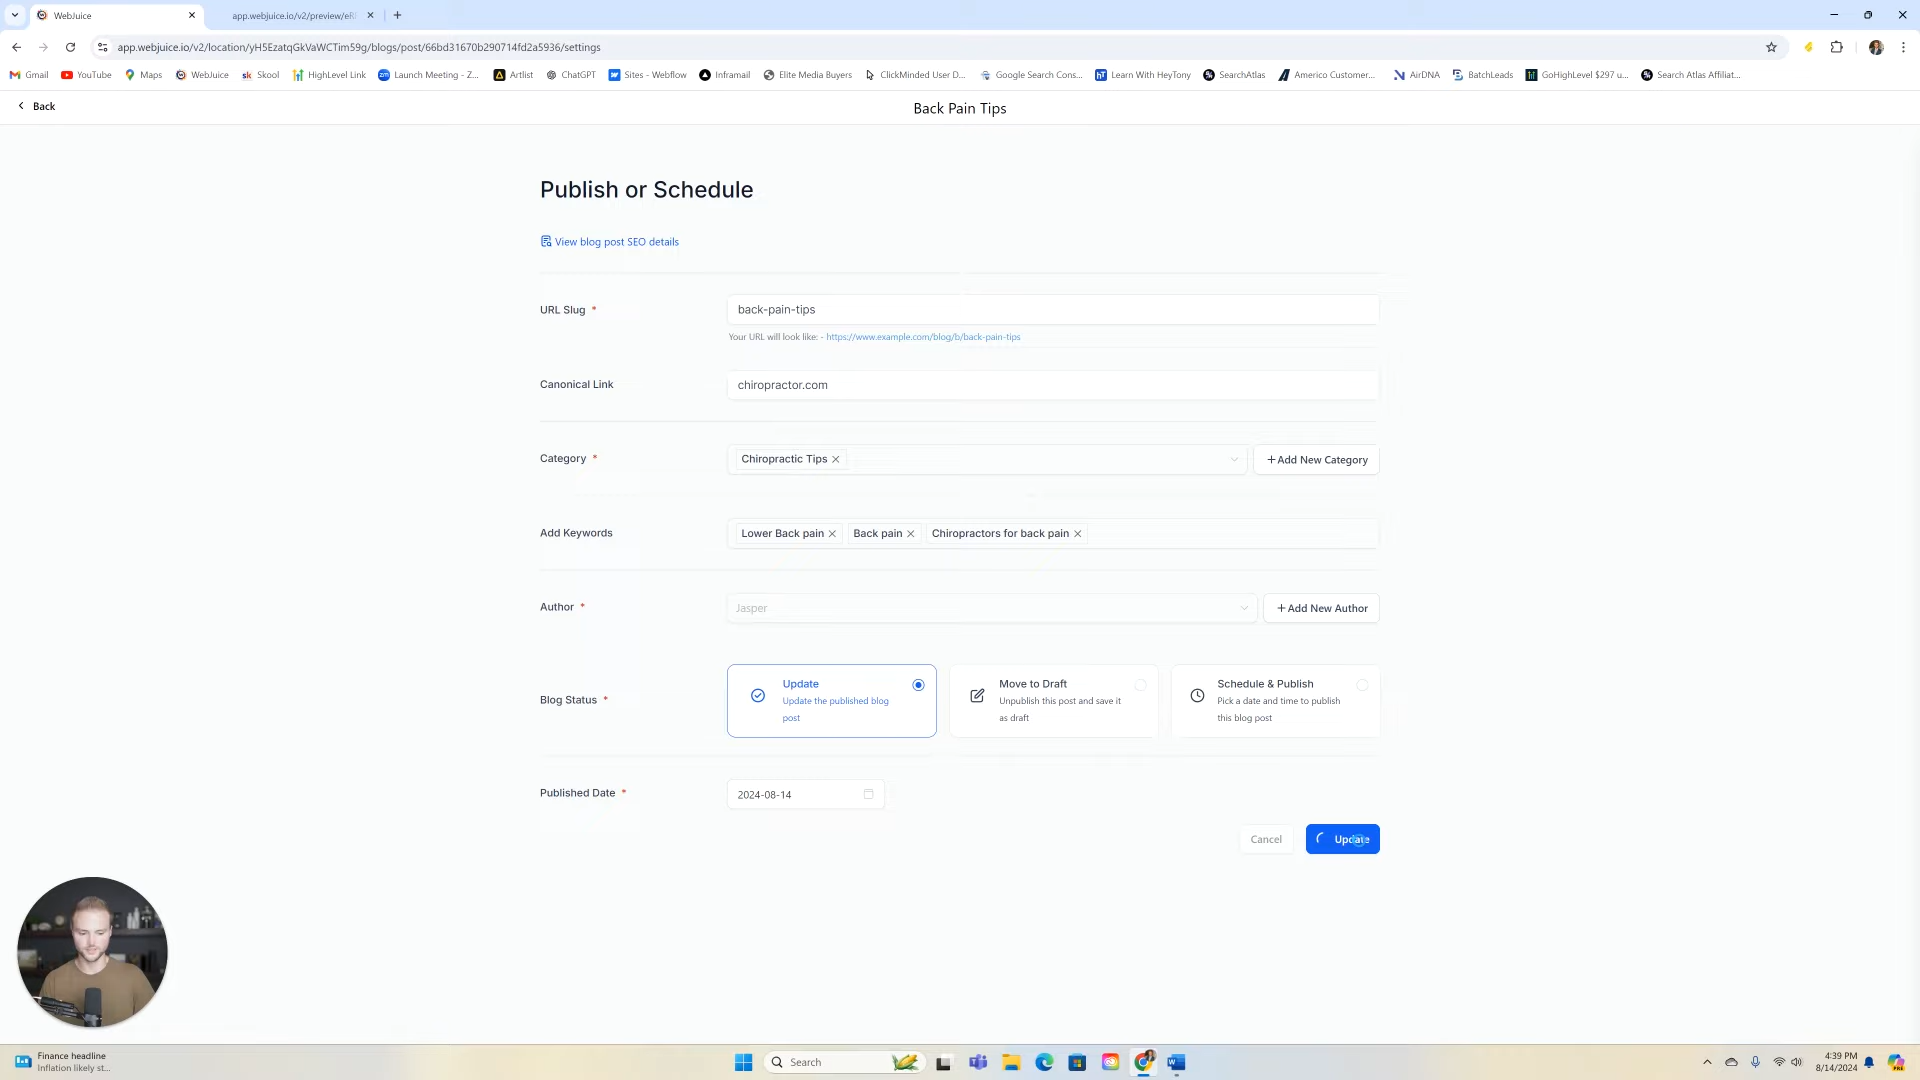 WebJuice
app.webjuice.io/v2/preview/eR
app.webjuice.io/v2/location/yH5EzatqGkVaWCTim59g/blogs/post/66bd31670b290714fd2a5936/settings
Gmail YouTube Maps WebJuice Skool HighLevel Link Launch Meeting - Z... Artlist ChatGPT Sites - Webflow Inframail Elite Media Buyers ClickMinded User D... Google Search Cons... Learn With HeyTony SearchAtlas Americo Customer... AirDNA BatchLeads GoHighLevel $297 u... Search Atlas Affiliat...
Back
Back Pain Tips
Publish or Schedule
View blog post SEO details
URL Slug *
back-pain-tips
Your URL will look like: - https://www.example.com/blog/b/back-pain-tips
Canonical Link
chiropractor.com
Category *
Chiropractic Tips
+ Add New Category
Add Keywords
Lower Back pain
Back pain
Chiropractors for back pain
Author *
Jasper
+ Add New Author
Blog Status *
Update
Update the published blog
post
Move to Draft
Unpublish this post and save it
as draft
Schedule & Publish
Pick a date and time to publish
this blog post
Published Date *
2024-08-14
Cancel
Update
Finance headline
Inflation likely st...
Search
4:39 PM
8/14/2024